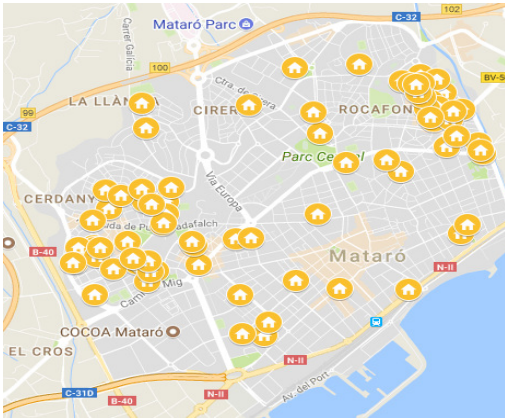 102
C-32
Mataró Parc
Carrer Galícia
100
BV-5
Ctra. de Cirera
LA LLÀNTIA
99
CIRERA
ROCAFON
C-32
Parc Central
Via Europa
CERDANY
da de Puig i Cadafalch
B-40
Mataró
N-II
Camí del Mig
COCOA Mataró
EL CROS
N-II
C-31D
N-II
B-40
Av. del Port